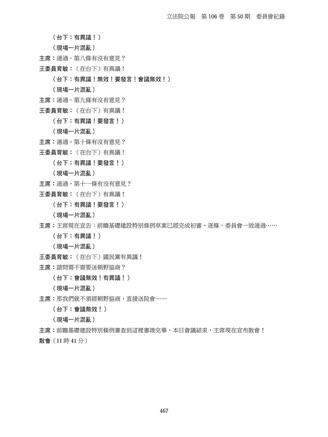 立法院公報　第 106 卷　第 50 期　委員會紀錄
（台下：有異議！）
（現場一片混亂）
主席：通過。第八條有沒有意見？
王委員育敏：（在台下）有異議！
（台下：有異議！無效！要發言！會議無效！）
（現場一片混亂）
主席：通過。第九條有沒有意見？
王委員育敏：（在台下）有異議！
（台下：有異議！要發言！）
（現場一片混亂）
主席：通過。第十條有沒有意見？
王委員育敏：（在台下）有異議！
（台下：有異議！要發言！）
（現場一片混亂）
主席：通過。第十一條有沒有意見？
王委員育敏：（在台下）有異議！
（台下：有異議！要發言！）
（現場一片混亂）
主席：主席現在宣告：前瞻基礎建設特別條例草案已經完成初審、逐條，委員會一致通過……
（台下：有異議！）
（現場一片混亂）
王委員育敏：（在台下）國民黨有異議！
主席：請問需不需要送朝野協商？
（台下：會議無效！有異議！）
（現場一片混亂）
主席：那我們就不須經朝野協商，直接送院會……
（台下：會議無效！）
（現場一片混亂）
主席：前瞻基礎建設特別條例審查到這裡審竣完畢，本日會議結束，主席現在宣布散會！
散會（11 時 41 分）
467